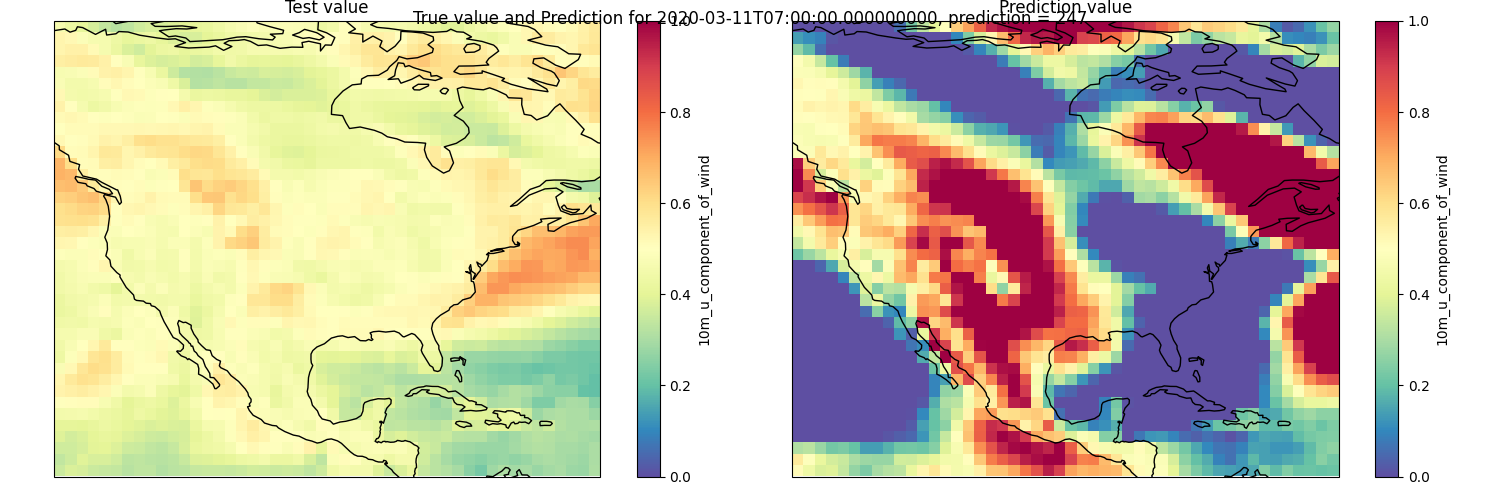 Test value
Prediction value
True value and Prediction for 2020-03-11T07:00:00.000000000, prediction = 247
1.0
0.8
0.6
0.4
0.2
0.0
10m_u_component_of_wind
1.0
0.8
0.6
0.4
0.2
0.0
10m_u_component_of_wind